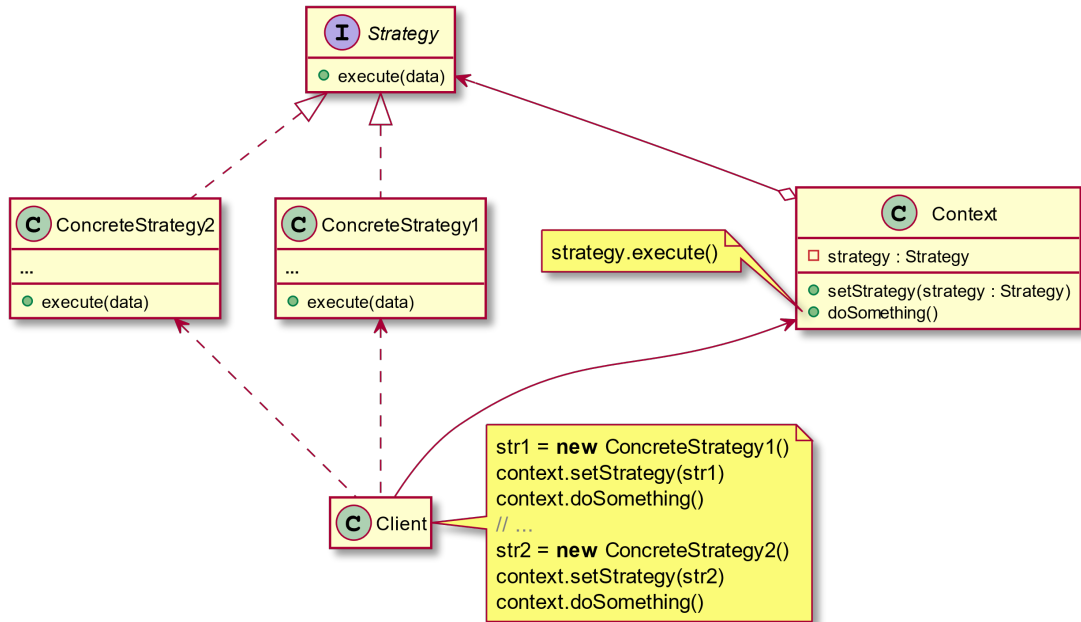 I Strategy
execute(data)
C ConcreteStrategy2
...
execute(data)
C ConcreteStrategy1
...
execute(data)
strategy.execute()
C Context
strategy : Strategy
setStrategy(strategy : Strategy)
doSomething()
C Client
str1 = new ConcreteStrategy1()
context.setStrategy(str1)
context.doSomething()
// ...
str2 = new ConcreteStrategy2()
context.setStrategy(str2)
context.doSomething()